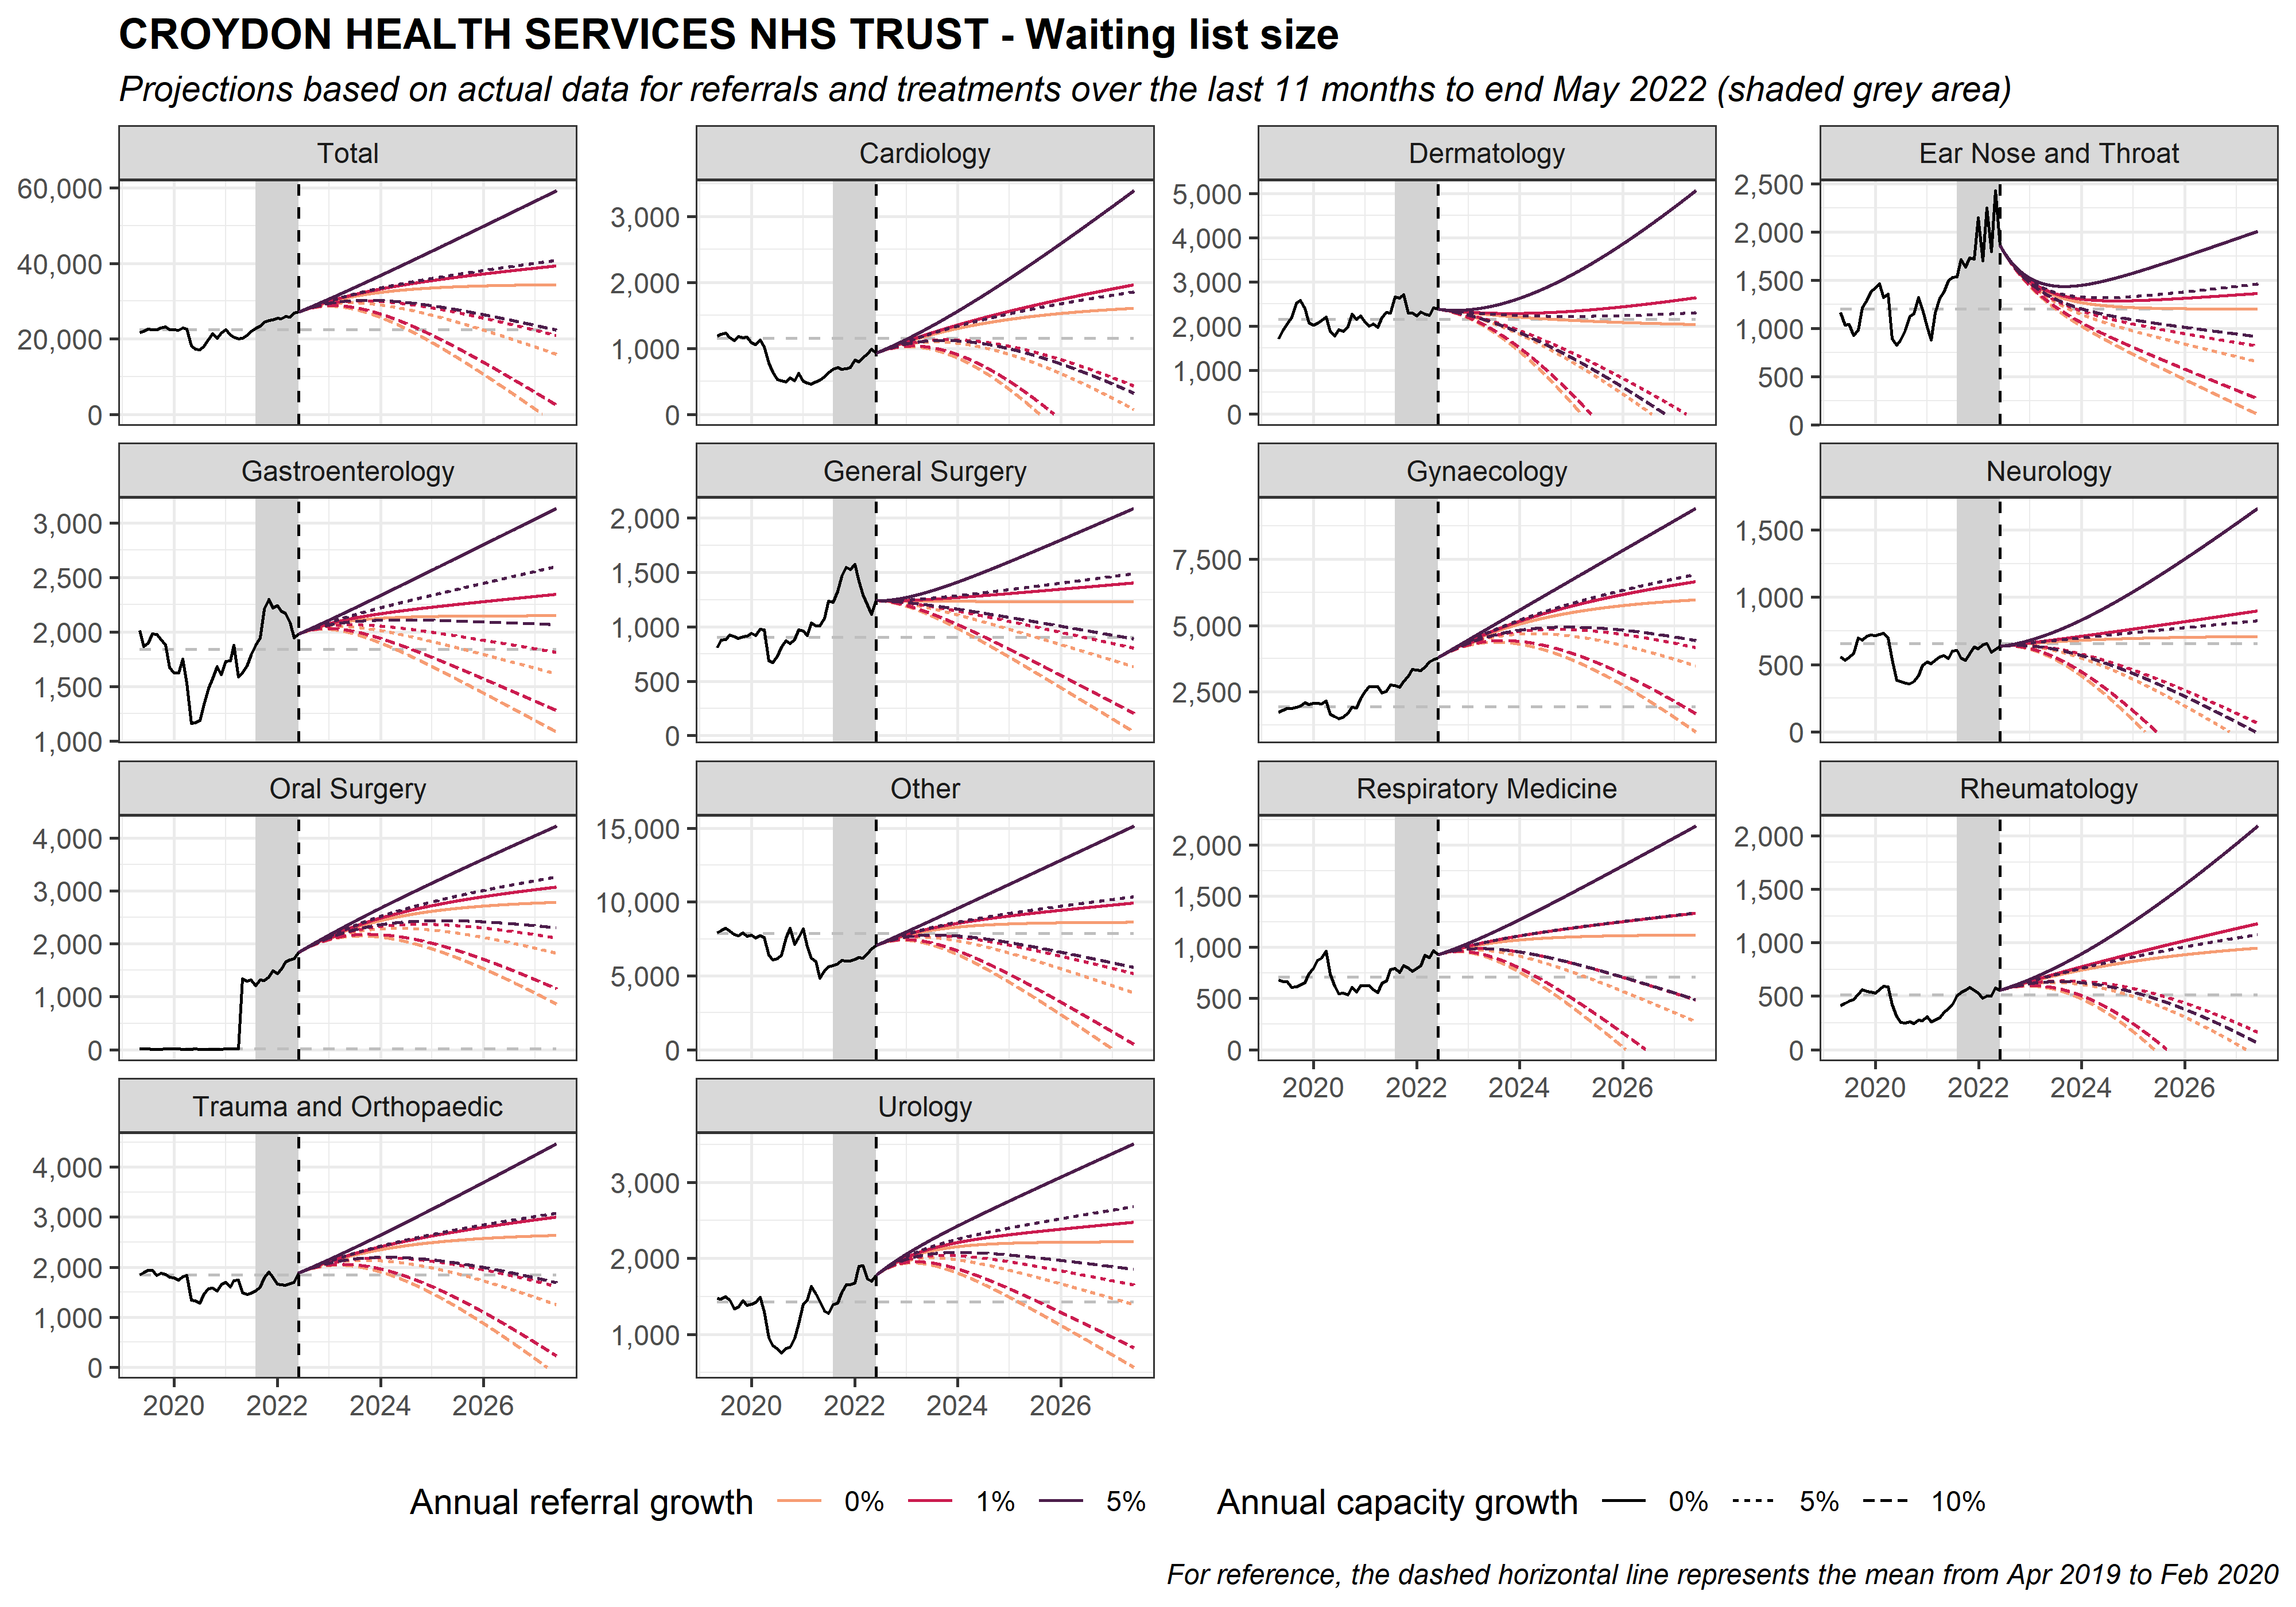 CROYDON HEALTH SERVICES NHS TRUST - Waiting list size
Projections based on actual data for referrals and treatments over the last 11 months to end May 2022 (shaded grey area)
Total
60,000
40,000
20,000
0
Cardiology
3,000
2,000
1,000
0
Dermatology
5,000
4,000
3,000
2,000
1,000
0
Ear Nose and Throat
2,500
2,000
1,500
1,000
500
0
Gastroenterology
3,000
2,500
2,000
1,500
1,000
General Surgery
2,000
1,500
1,000
500
0
Gynaecology
7,500
5,000
2,500
Neurology
1,500
1,000
500
0
Oral Surgery
4,000
3,000
2,000
1,000
0
Other
15,000
10,000
5,000
0
Respiratory Medicine
2,000
1,500
1,000
500
0
2020 2022 2024 2026
Rheumatology
2,000
1,500
1,000
500
0
2020 2022 2024 2026
Trauma and Orthopaedic
4,000
3,000
2,000
1,000
0
2020 2022 2024 2026
Urology
3,000
2,000
1,000
2020 2022 2024 2026
Annual referral growth 0% 1% 5% Annual capacity growth 0% 5% 10%
For reference, the dashed horizontal line represents the mean from Apr 2019 to Feb 2020